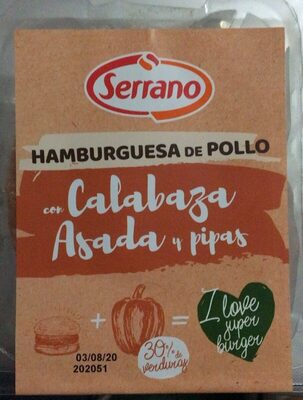 Serrano
HAMBURGUESA DE POLLO
con Calabaza
Asada y pipas
+
=
30% de
verduras
I love
super
burger
03/08/20
202051